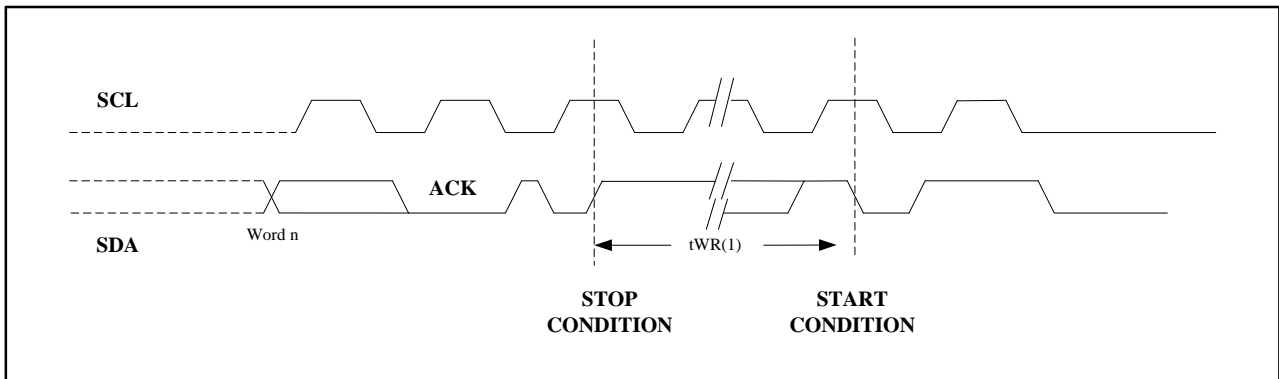 SCL
ACK
Word n
SDA
tWR(1)
STOP
CONDITION
START
CONDITION